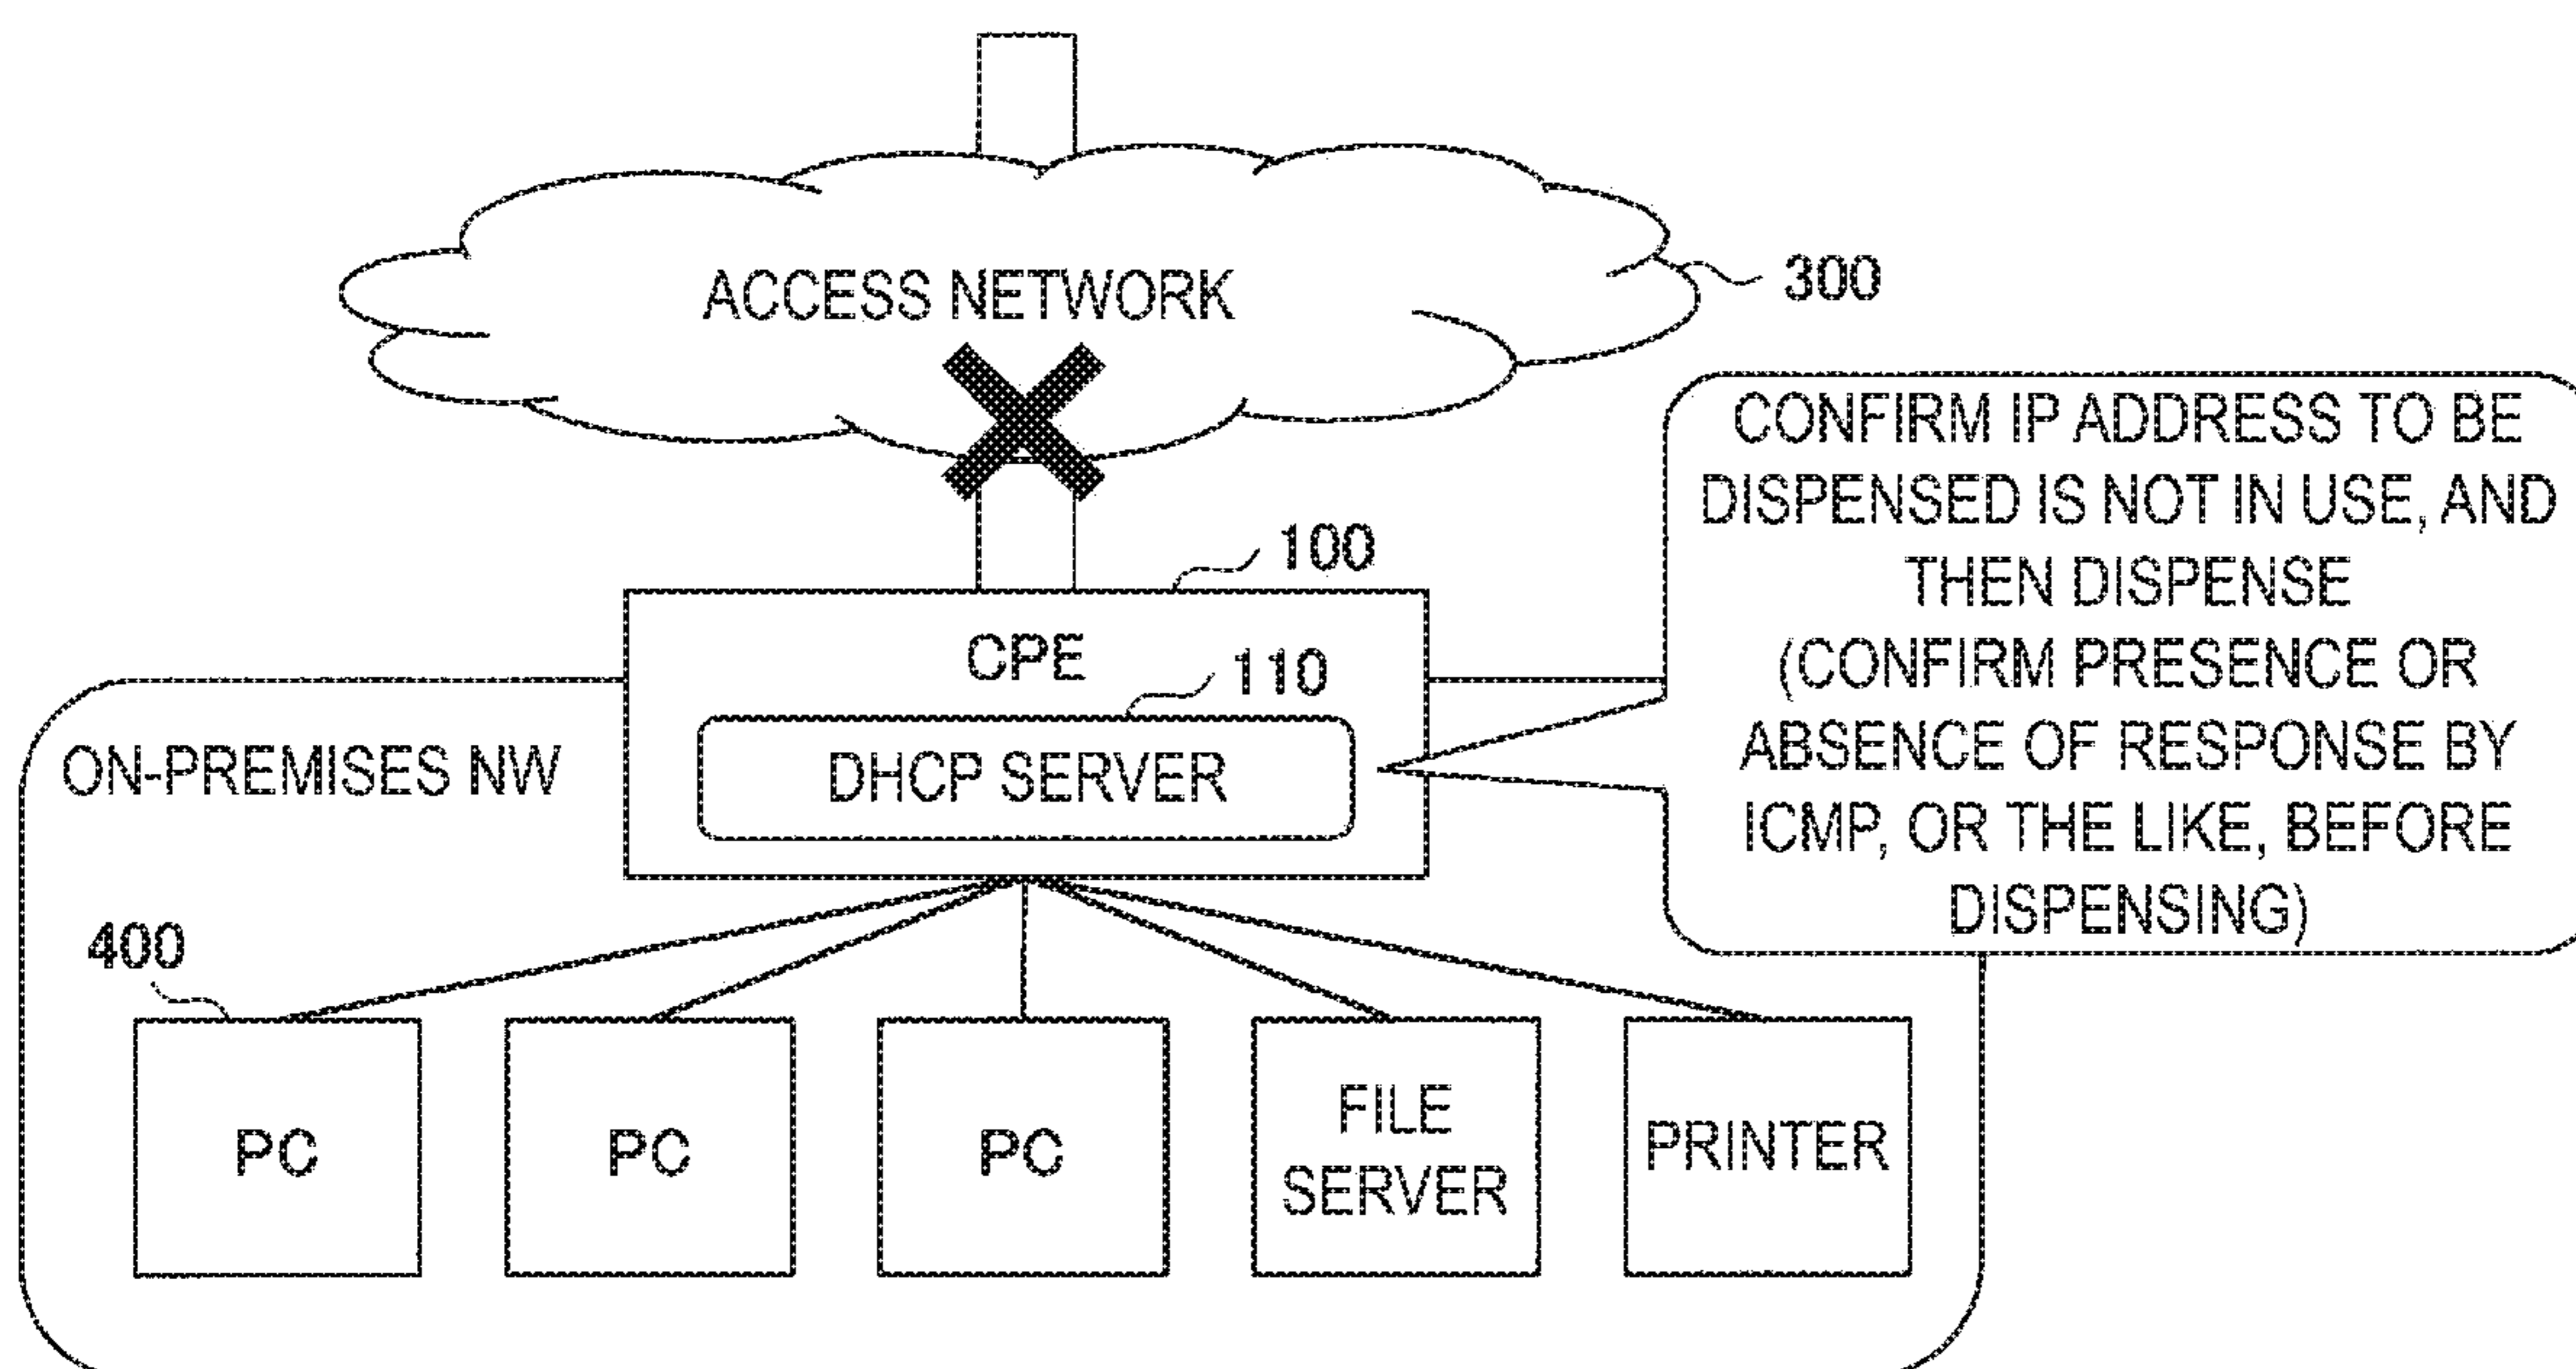 ACCESS NETWORK
300
CONFIRM IP ADDRESS TO BE
DISPENSED IS NOT IN USE, AND
THEN DISPENSE
(CONFIRM PRESENCE OR
ABSENCE OF RESPONSE BY
ICMP, OR THE LIKE, BEFORE
DISPENSING)
100
CPE
110
DHCP SERVER
ON-PREMISES NW
400
PC
PC
PC
FILE
SERVER
PRINTER